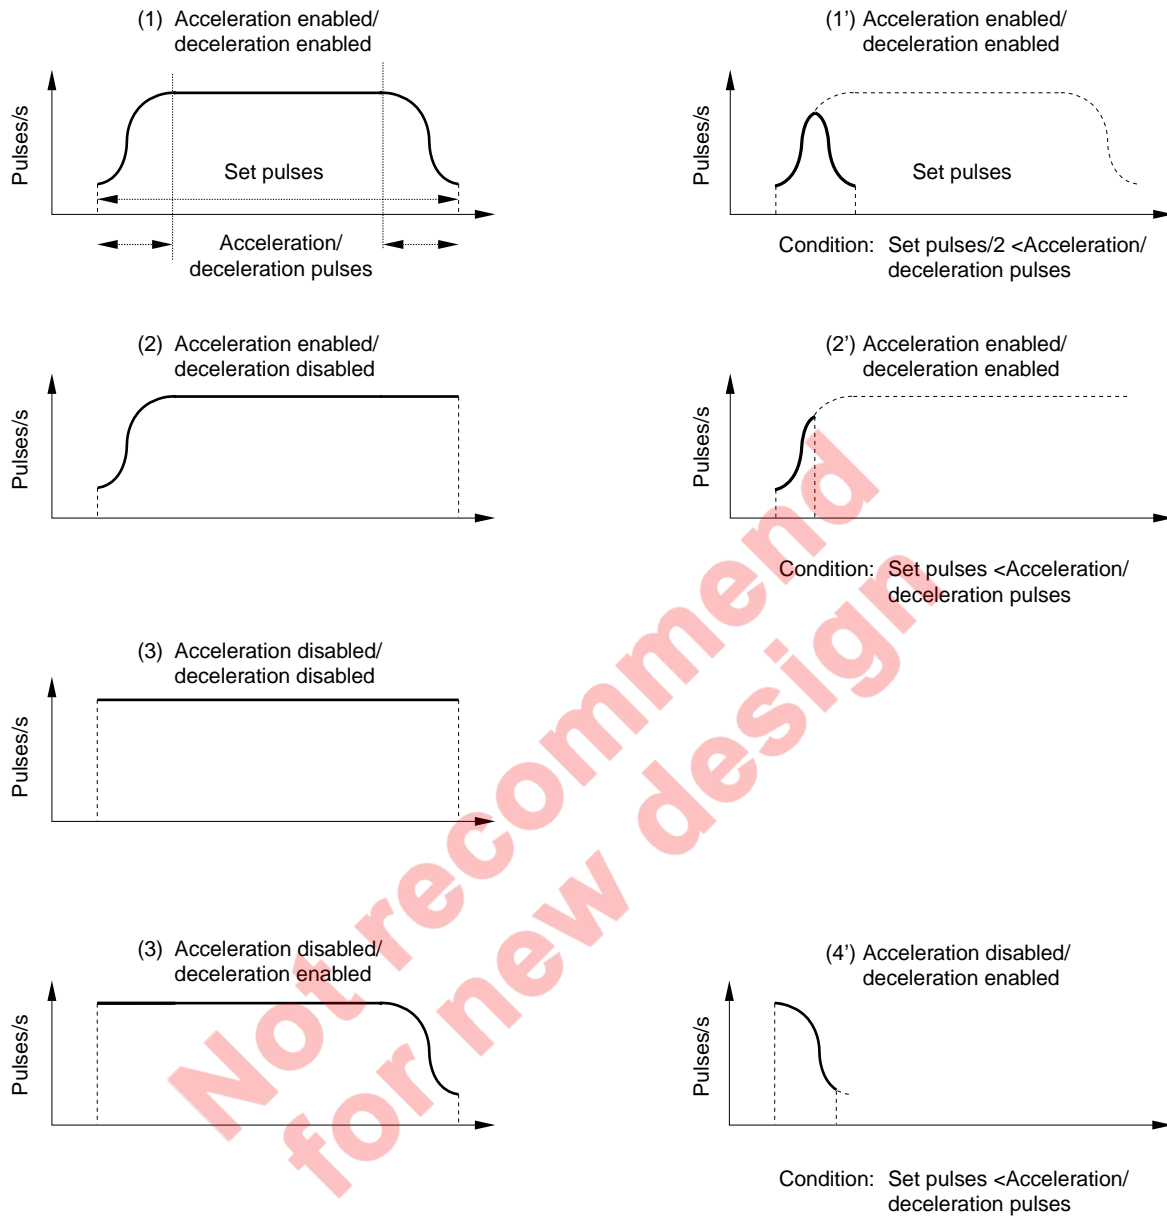 (1) Acceleration enabled/
deceleration enabled
Pulses/s
Set pulses
Acceleration/
deceleration pulses
(1’) Acceleration enabled/
deceleration enabled
Pulses/s
Set pulses
Condition: Set pulses/2 <Acceleration/
deceleration pulses
(2) Acceleration enabled/
deceleration disabled
Pulses/s
(2’) Acceleration enabled/
deceleration enabled
Pulses/s
Condition: Set pulses <Acceleration/
deceleration pulses
(3) Acceleration disabled/
deceleration disabled
Pulses/s
(3) Acceleration disabled/
deceleration enabled
Pulses/s
(4’) Acceleration disabled/
deceleration enabled
Pulses/s
Condition: Set pulses <Acceleration/
deceleration pulses
Not recommend
for new design